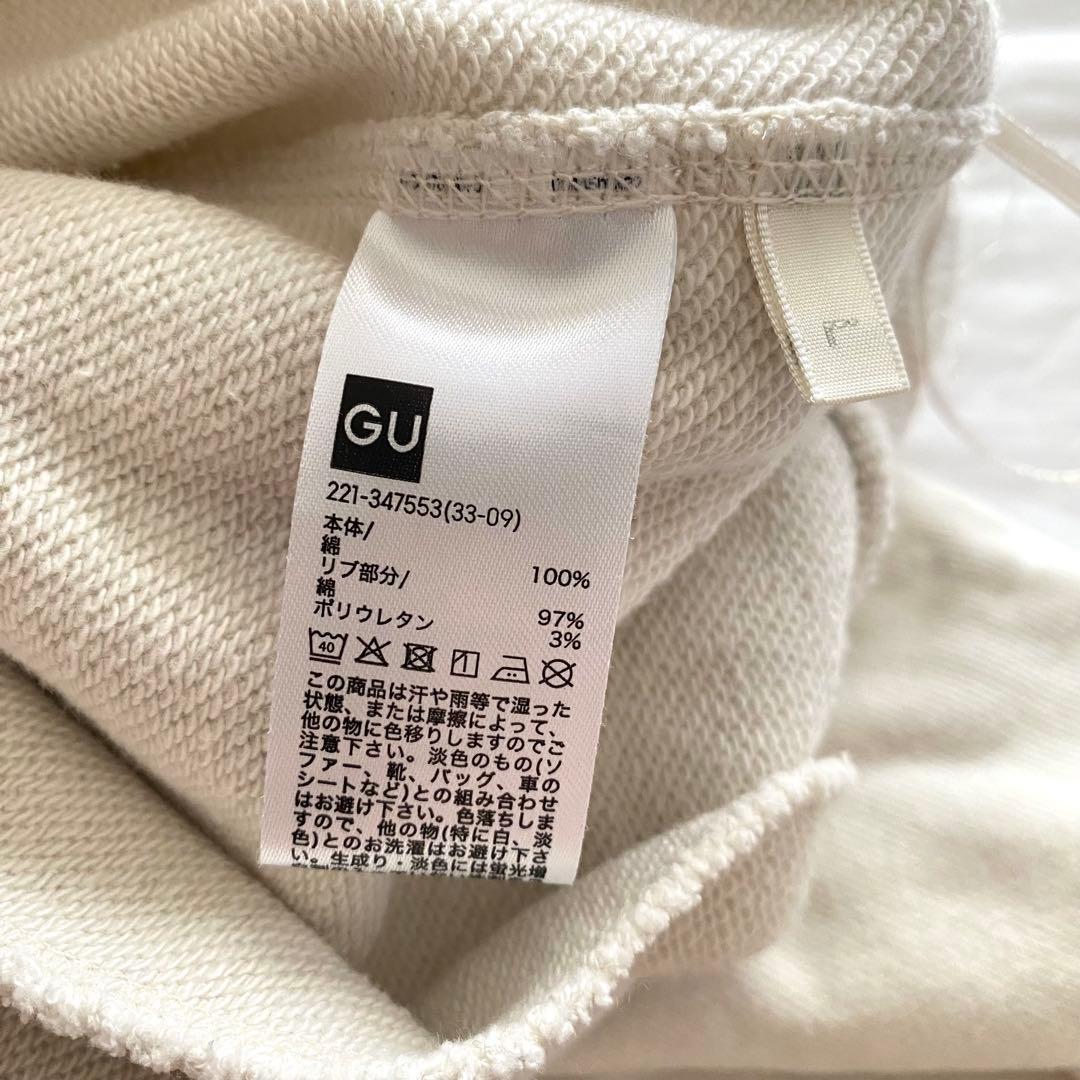 GU
221-347553(33-09)
本体/
綿
100%
リブ部分/
綿
97%
ポリウレタン
3%
40
この商品は汗や雨等で湿った
状態、または摩擦によって、
他の物に色移りしますのでご
注意下さい。淡色のもの(ソ
ファー、靴、バッグ、車の
シートなど)との組み合わせ
はお避け下さい。色落ちしま
すので、他の物(特に白、淡
色)とのお洗濯はお避け下さ
い。生成り・淡色には蛍光増
L